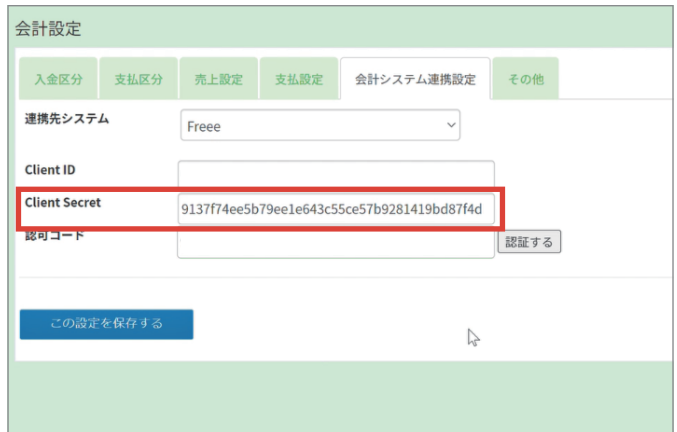 会計設定
入金区分 支払区分 売上設定 支払設定 会計システム連携設定 その他
連携先システム Freee
Client ID
Client Secret 9137f74ee5b79ee1e643c55ce57b9281419bd87f4d
認可コード 認証する
この設定を保存する